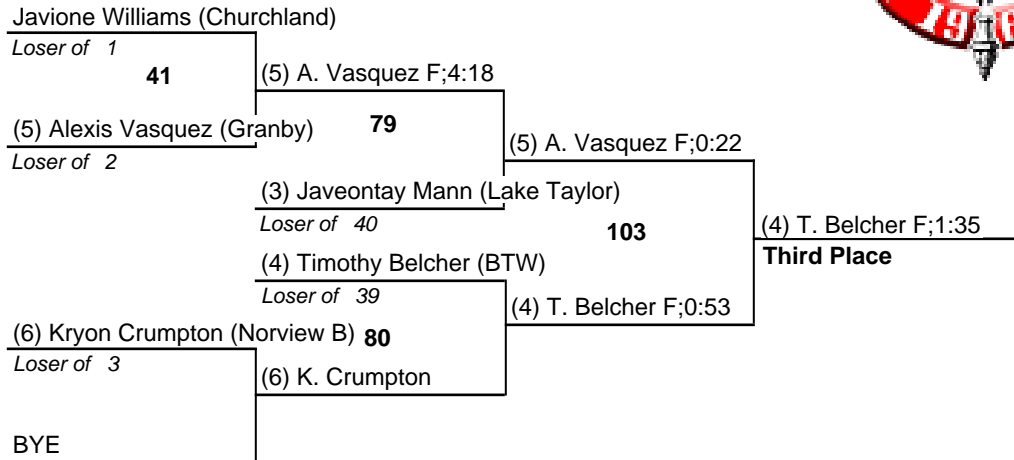 Javione Williams (Churchland)
Loser of 1
41
(5) A. Vasquez F;4:18
(5) Alexis Vasquez (Granby)
Loser of 2
79
(5) A. Vasquez F;0:22
(3) Javeontay Mann (Lake Taylor)
Loser of 40
103
(4) T. Belcher F;1:35
Third Place
(4) Timothy Belcher (BTW)
Loser of 39
(4) T. Belcher F;0:53
(6) Kryon Crumpton (Norview B)
Loser of 3
80
(6) K. Crumpton
BYE